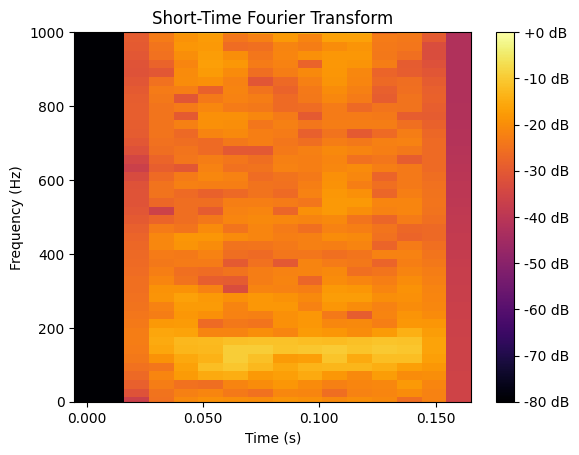 Short-Time Fourier Transform
1000
800
600
400
200
0
Frequency (Hz)
0.000
0.050
0.100
0.150
Time (s)
+0 dB
-10 dB
-20 dB
-30 dB
-40 dB
-50 dB
-60 dB
-70 dB
-80 dB